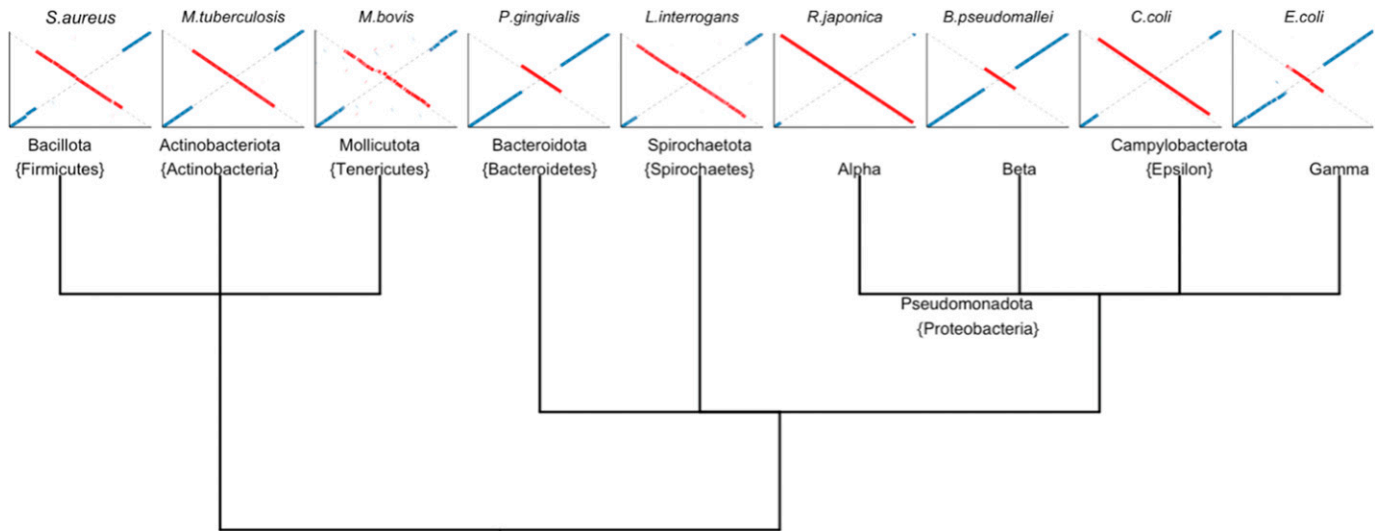 S.aureus M.tuberculosis M.bovis P.gingivalis L.interrogans R.japonica B.pseudomallei C.coli E.coli
Bacillota Actinobacteriota Mollicutota Bacteroidota Spirochaetota Campylobacterota
{Firmicutes} {Actinobacteria} {Tenericutes} {Bacteroidetes} {Spirochaetes} Alpha Beta {Epsilon} Gamma
Pseudomonadota
{Proteobacteria}